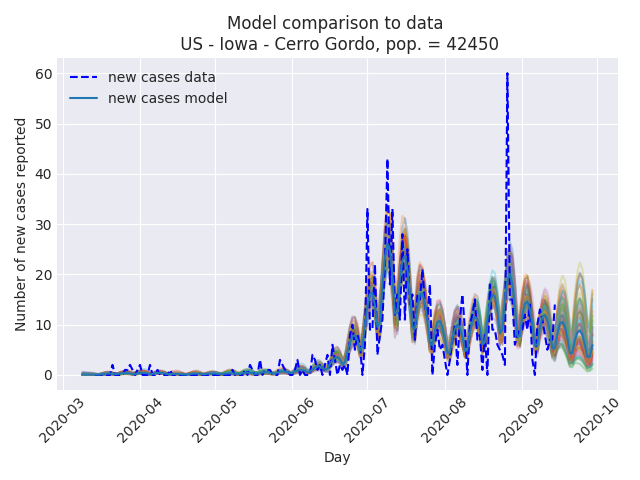 Model comparison to data
US - Iowa - Cerro Gordo, pop. = 42450
new cases data
new cases model
Number of new cases reported
60
50
40
30
20
10
0
2020-03
2020-04
2020-05
2020-06
2020-07
2020-08
2020-09
2020-10
Day